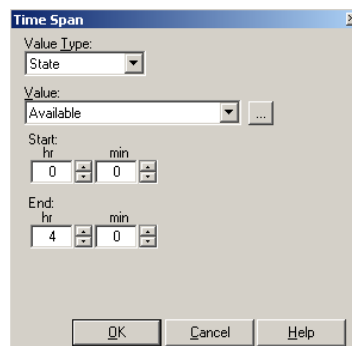 Time Span
Value Type:
State
Value:
Available
...
Start:
hr min
0 0
End:
hr min
4 0
OK Cancel Help